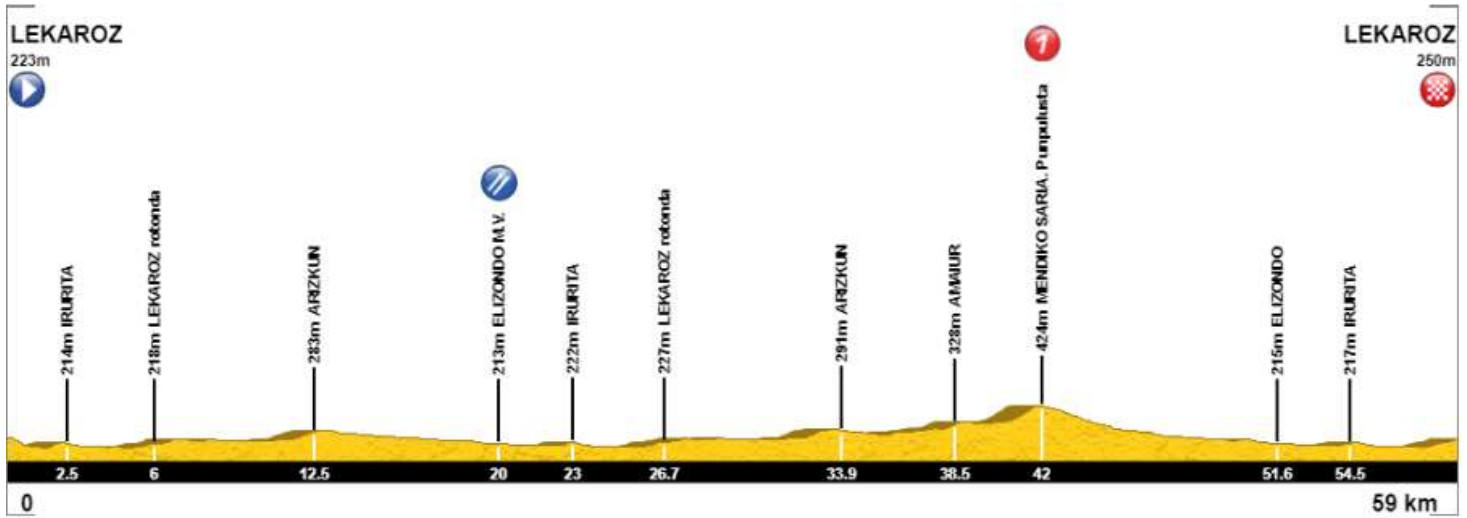 LEKAROZ
223m
LEKAROZ
250m
1
214m IRURITA
218m LEKAROZ rotonda
283m ARIZKUN
213m ELIZONDO M.V.
222m IRURITA
227m LEKAROZ rotonda
291m ARIZKUN
328m AMAIUR
424m MENDIKO SARIA. Punpulusta
215m ELIZONDO
217m IRURITA
2.5 6 12.5 20 23 26.7 33.9 38.5 42 51.6 54.5
0 59 km